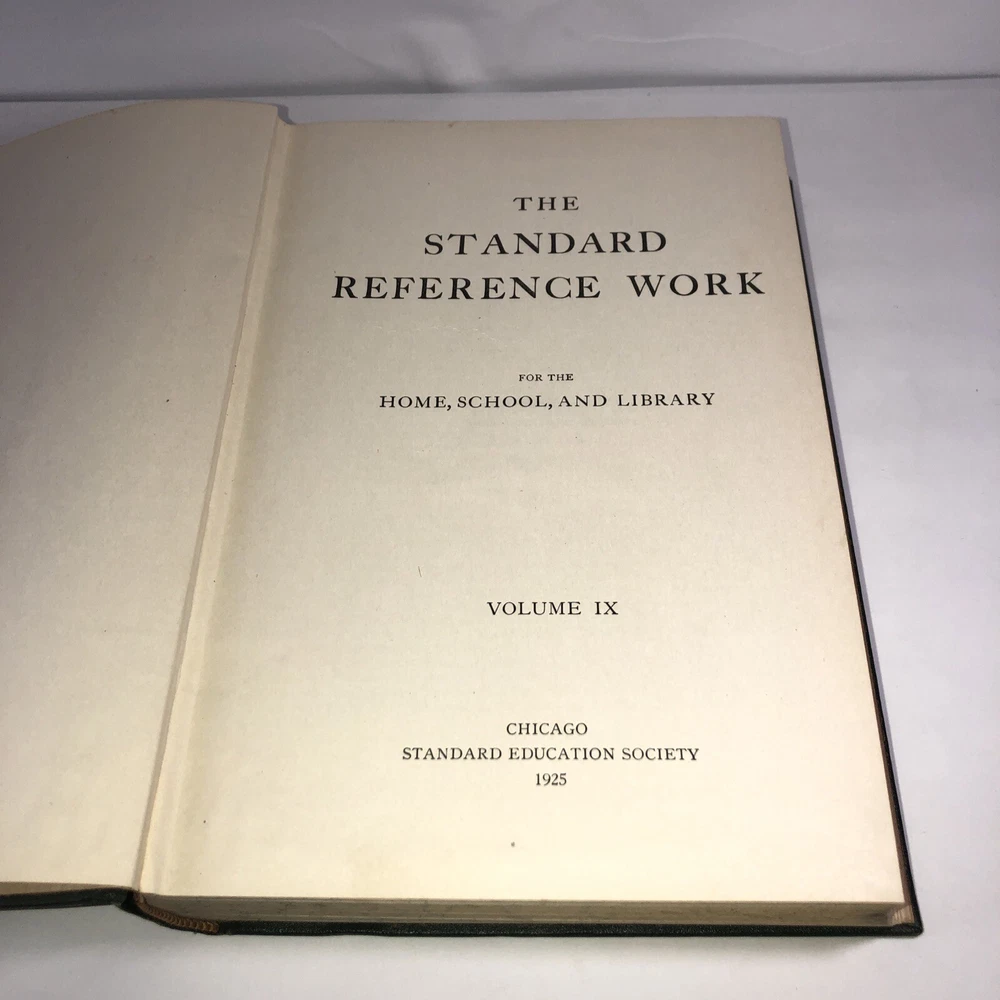 THE
STANDARD
REFERENCE WORK
FOR THE
HOME, SCHOOL, AND LIBRARY
VOLUME IX
CHICAGO
STANDARD EDUCATION SOCIETY
1925